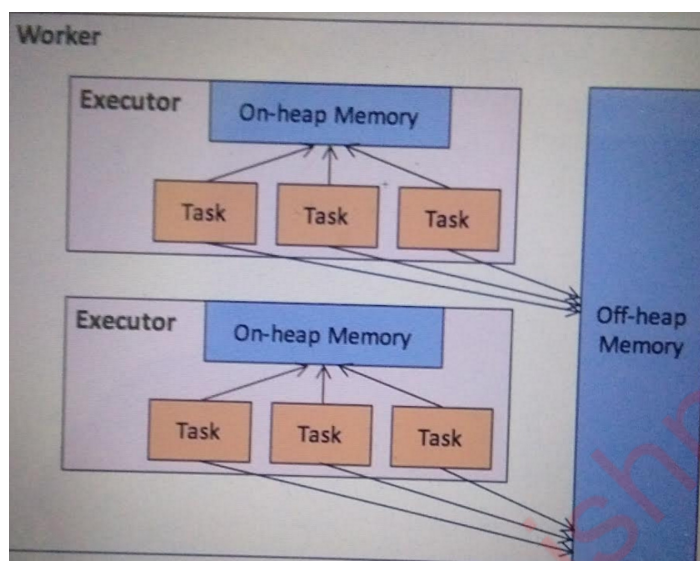 Worker
Executor
On-heap Memory
Task
Task
Task
Executor
On-heap Memory
Task
Task
Task
Off-heap
Memory